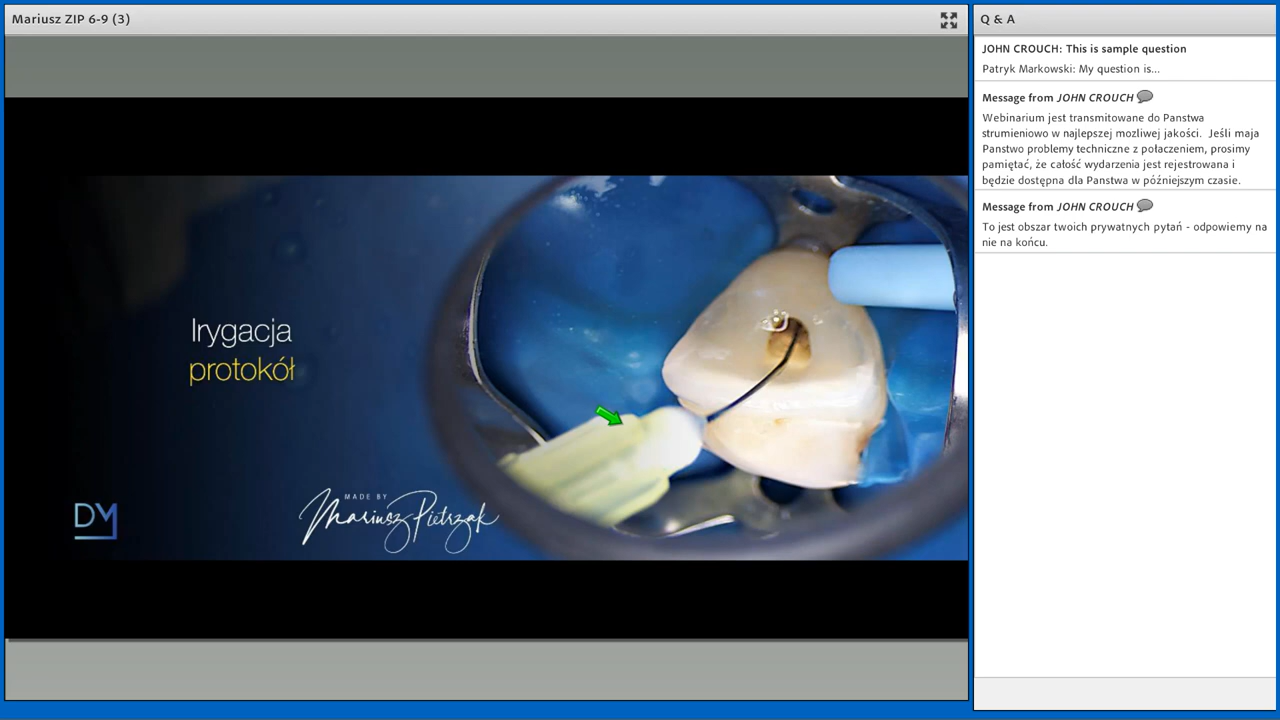 Mariusz ZIP 6-9 (3)
Irygacja
protokół
DM
MADE BY
Mariusz Pietrzak
Q & A
JOHN CROUCH: This is sample question
Patryk Markowski: My question is...
Message from JOHN CROUCH
Webinarium jest transmitowane do Panstwa
strumieniowo w najlepszej mozliwej jakości.  Jeśli maja
Panstwo problemy techniczne z połaczeniem, prosimy
pamiętać, że całość wydarzenia jest rejestrowana i
będzie dostępna dla Panstwa w późniejszym czasie.
Message from JOHN CROUCH
To jest obszar twoich prywatnych pytań - odpowiemy na
nie na końcu.